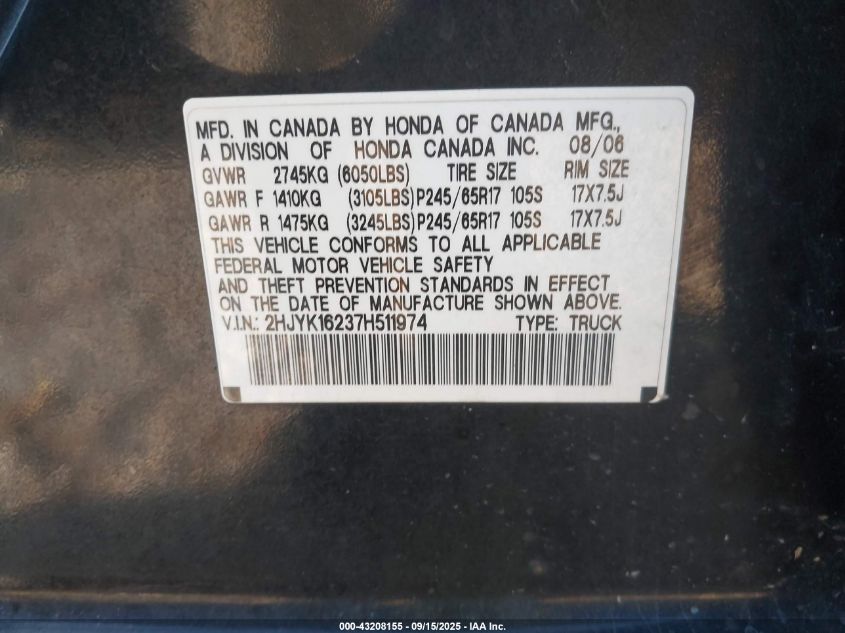 MFD. IN CANADA BY HONDA OF CANADA MFG.,
A DIVISION OF HONDA CANADA INC. 08/06
GVWR 2745KG (6050LBS) TIRE SIZE RIM SIZE
GAWR F 1410KG (3105LBS) P245/65R17 105S 17X7.5J
GAWR R 1475KG (3245LBS) P245/65R17 105S 17X7.5J
THIS VEHICLE CONFORMS TO ALL APPLICABLE
FEDERAL MOTOR VEHICLE SAFETY
AND THEFT PREVENTION STANDARDS IN EFFECT
ON THE DATE OF MANUFACTURE SHOWN ABOVE.
V.I.N.: 2HJYK16237H511974 TYPE: TRUCK
000-43208155 - 09/15/2025 - IAA Inc.